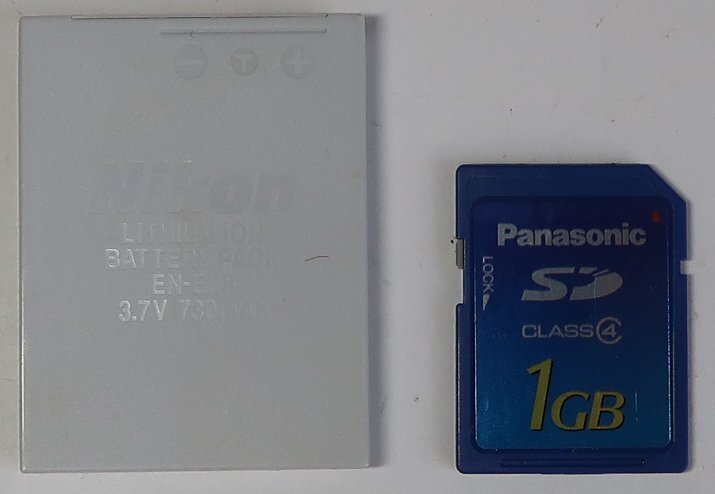 − T +
Nikon
LITHIUM ION
BATTERY PACK
3.7V
Panasonic
LOCK
SD
CLASS 4
1GB